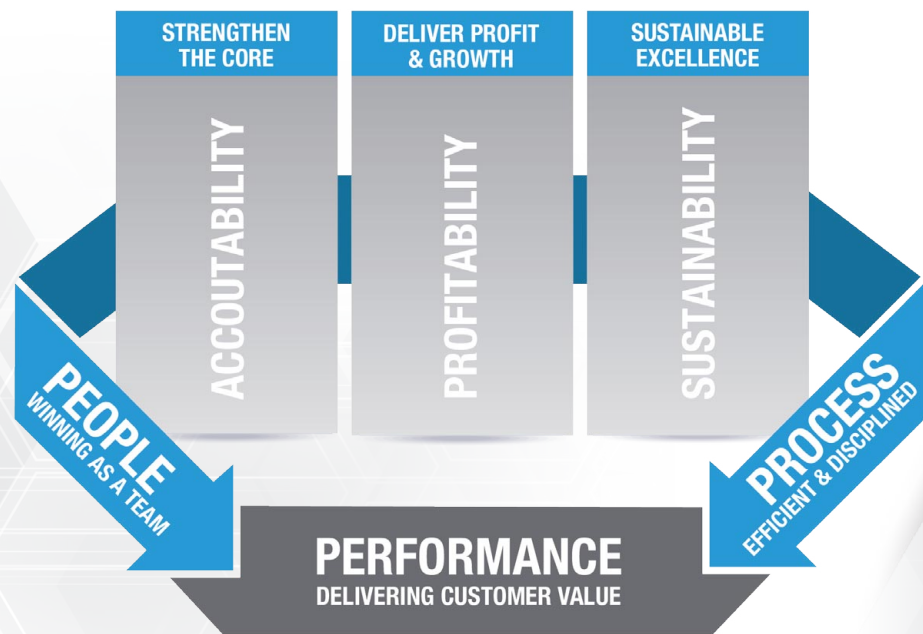 STRENGTHEN
THE CORE
ACCOUTABILITY
DELIVER PROFIT
& GROWTH
PROFITABILITY
SUSTAINABLE
EXCELLENCE
SUSTAINABILITY
PEOPLE
WINNING AS A TEAM
PROCESS
EFFICIENT & DISCIPLINED
PERFORMANCE
DELIVERING CUSTOMER VALUE